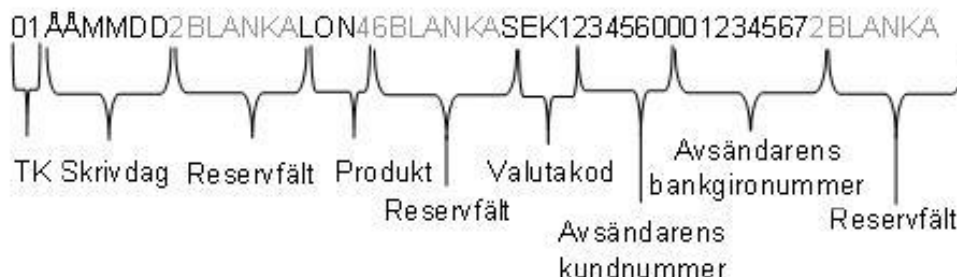 01ÅÅMMDD2BLANKALON46BLANKASEK12345600012345672BLANKA
TK Skrivdag Reservfält Produkt Reservfält Valutakod Avsändarens kundnummer Avsändarens bankgironummer Reservfält